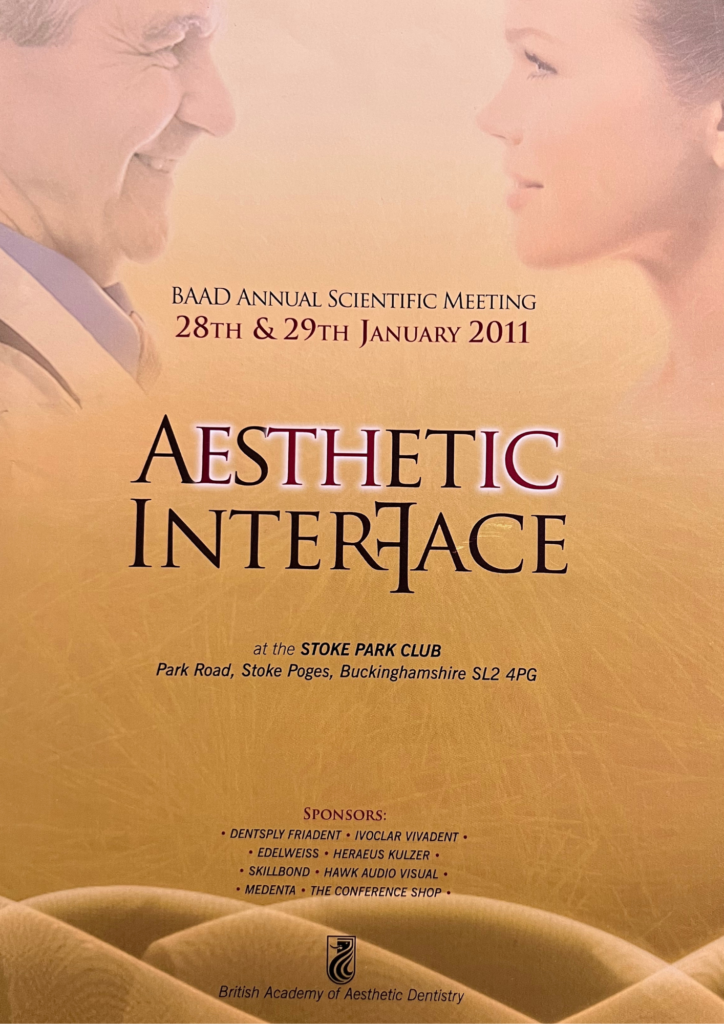 BAAD Annual Scientific Meeting
28th & 29th January 2011
Aesthetic
Interface
at the STOKE PARK CLUB
Park Road, Stoke Poges, Buckinghamshire SL2 4PG
Sponsors:
• DENTSPLY FRIADENT • IVOCLAR VIVADENT •
• EDELWEISS • HERAEUS KULZER •
• SKILLBOND • HAWK AUDIO VISUAL •
• MEDENTA • THE CONFERENCE SHOP •
British Academy of Aesthetic Dentistry